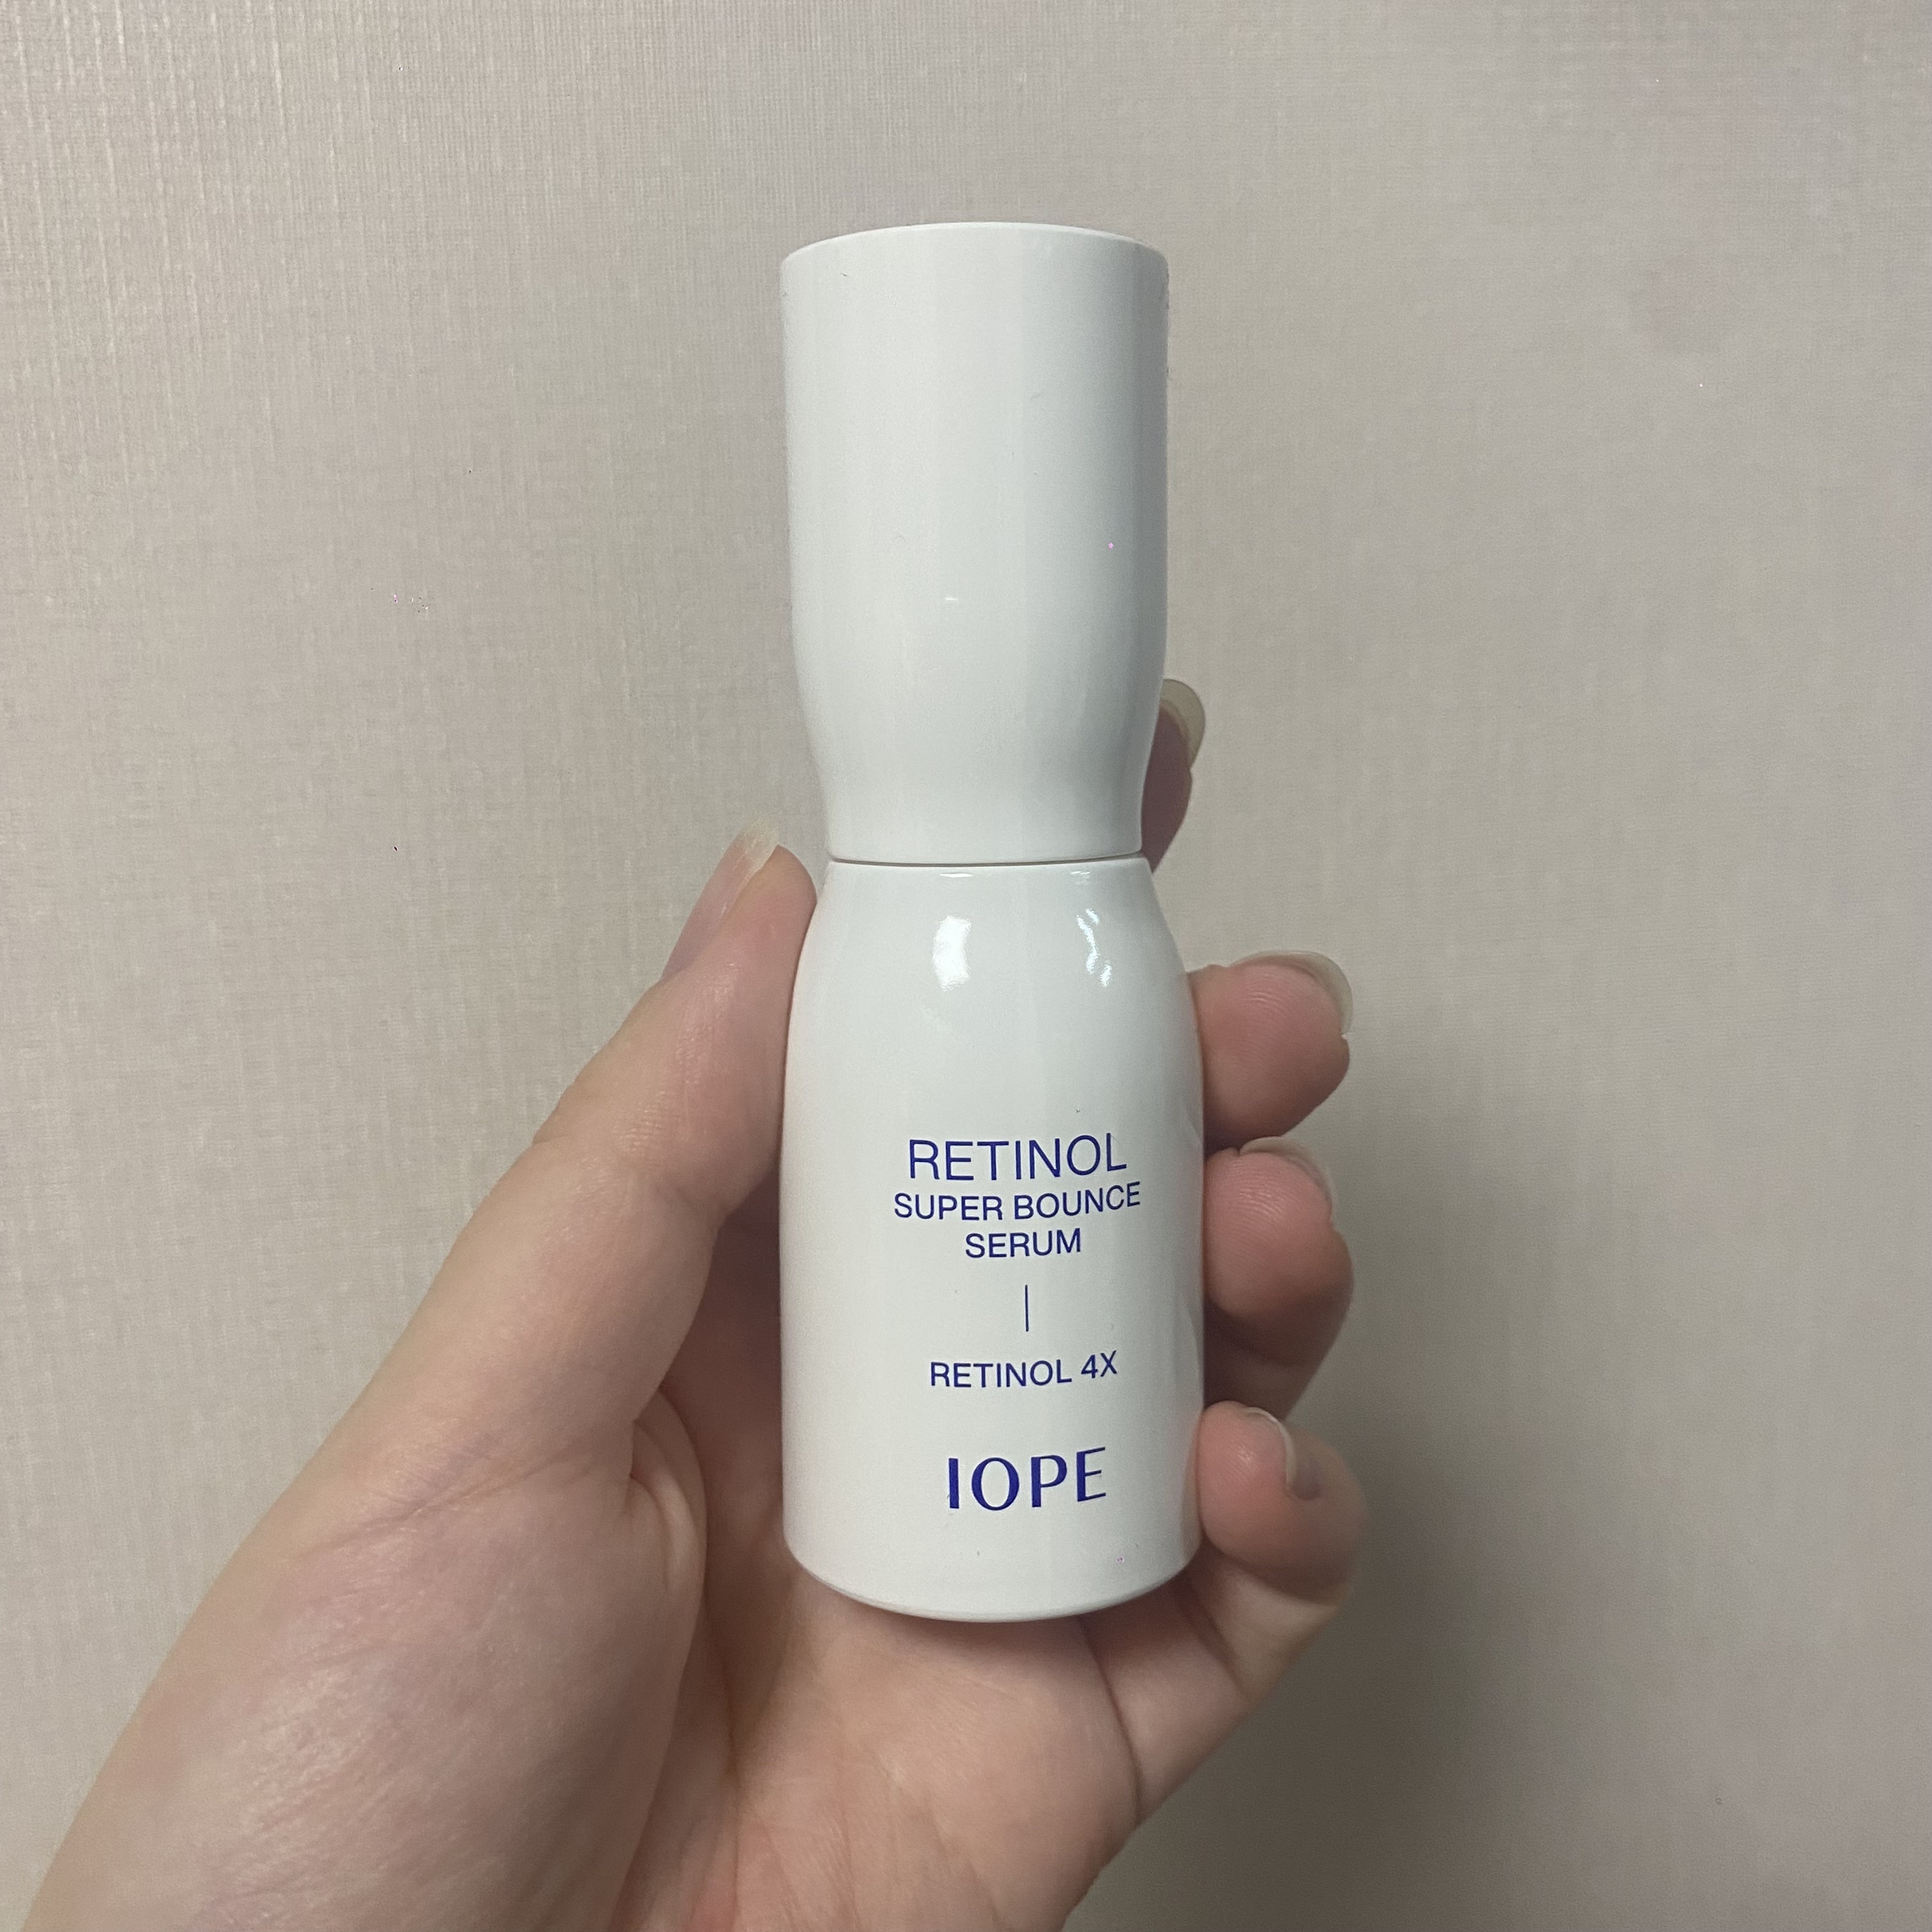 RETINOL
SUPER BOUNCE
SERUM
RETINOL 4X
IOPE